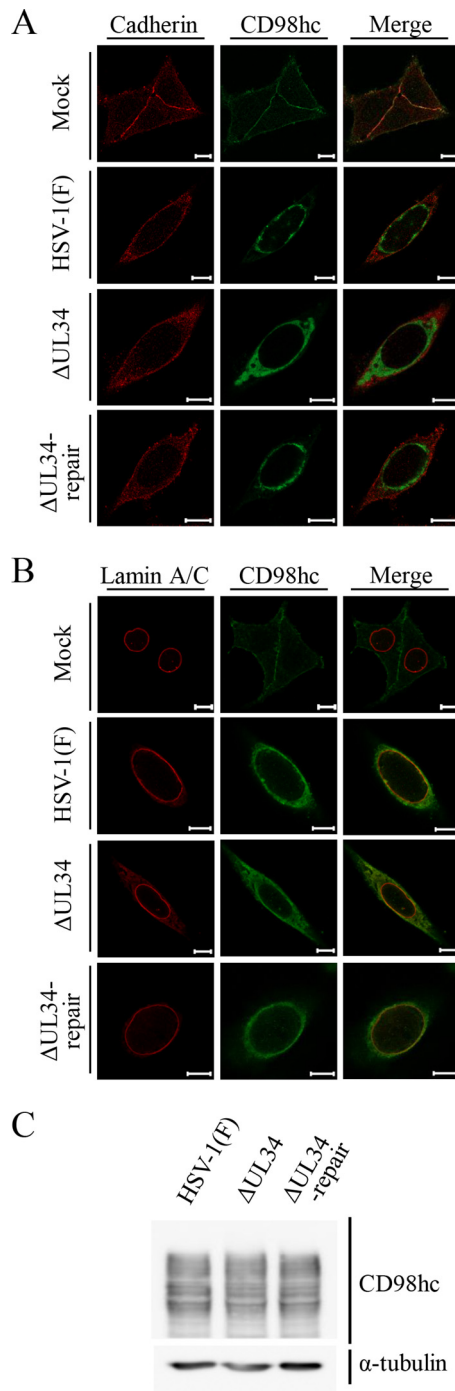 A
Cadherin CD98hc Merge
Mock
HSV-1(F)
ΔUL34
ΔUL34-
repair
B
Lamin A/C CD98hc Merge
Mock
HSV-1(F)
ΔUL34
ΔUL34-
repair
C
HSV-1(F) ΔUL34 ΔUL34
-repair
CD98hc
α-tubulin